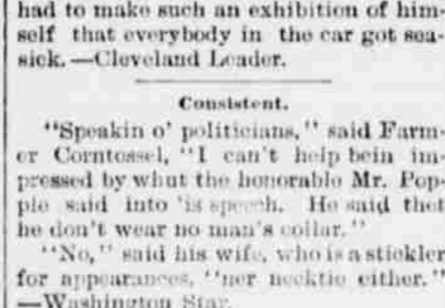 had to make such an exhibition of him-
self that everybody in the car got sea-
sick.—Cleveland Leader.
Consistent.
"Speakin o' politicians," said Farm-
er Corntossel, "I can't help bein im-
pressed by what the honorable Mr. Pop-
ple said into 'is speech. He said thet
he don't wear no man's collar."
"No," said his wife, who is a stickler
for appearances, "ner necktie either."
—Washington Star.